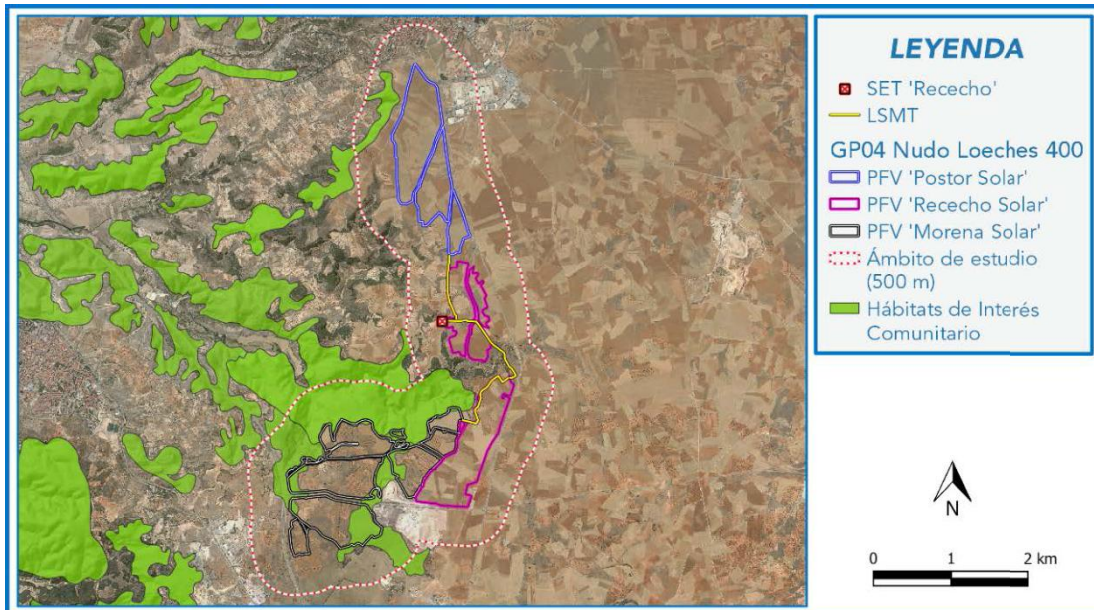 LEYENDA
SET 'Rececho'
LSMT
GP04 Nudo Loeches 400
PFV 'Postor Solar'
PFV 'Rececho Solar'
PFV 'Morena Solar'
Ámbito de estudio
(500 m)
Hábitats de Interés
Comunitario
N
0 1 2 km